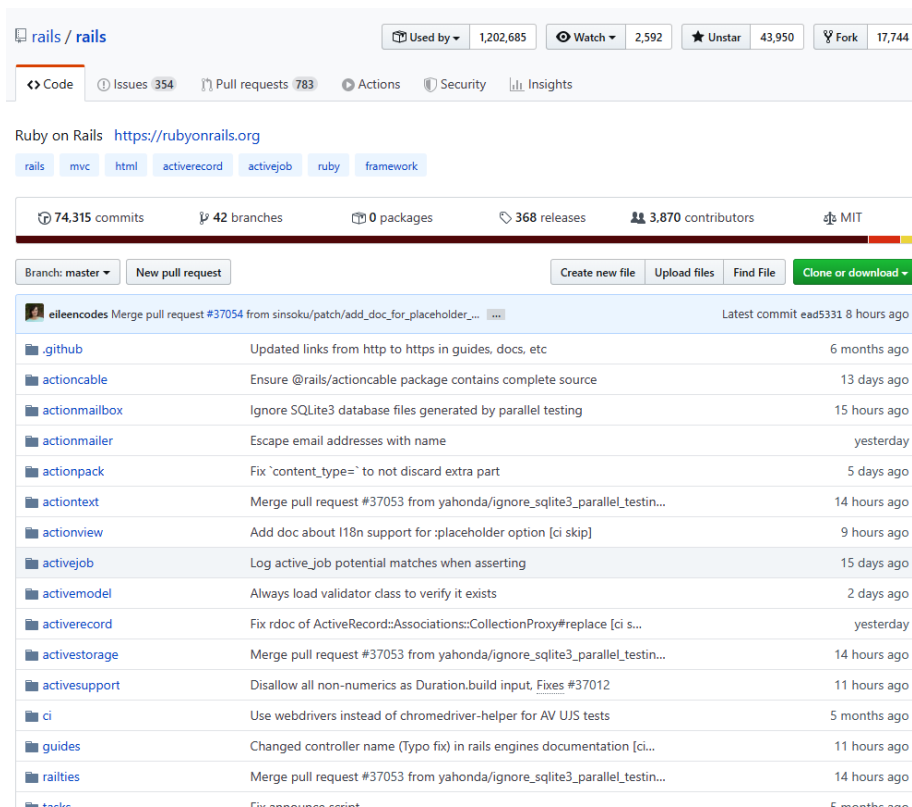 rails / rails Used by 1,202,685 Watch 2,592 Unstar 43,950 Fork 17,744
Code Issues 354 Pull requests 783 Actions Security Insights
Ruby on Rails https://rubyonrails.org
rails mvc html activerecord activejob ruby framework
74,315 commits 42 branches 0 packages 368 releases 3,870 contributors MIT
Branch: master New pull request Create new file Upload files Find File Clone or download
eileencodes Merge pull request #37054 from sinsoku/patch/add_doc_for_placeholder_... ... Latest commit ead5331 8 hours ago
.github Updated links from http to https in guides, docs, etc 6 months ago
actioncable Ensure @rails/actioncable package contains complete source 13 days ago
actionmailbox Ignore SQLite3 database files generated by parallel testing 15 hours ago
actionmailer Escape email addresses with name yesterday
actionpack Fix `content_type=` to not discard extra part 5 days ago
actiontext Merge pull request #37053 from yahonda/ignore_sqlite3_parallel_testin... 14 hours ago
actionview Add doc about I18n support for :placeholder option [ci skip] 9 hours ago
activejob Log active_job potential matches when asserting 15 days ago
activemodel Always load validator class to verify it exists 2 days ago
activerecord Fix rdoc of ActiveRecord::Associations::CollectionProxy#replace [ci s... yesterday
activestorage Merge pull request #37053 from yahonda/ignore_sqlite3_parallel_testin... 14 hours ago
activesupport Disallow all non-numerics as Duration.build input, Fixes #37012 11 hours ago
ci Use webdrivers instead of chromedriver-helper for AV UJS tests 5 months ago
guides Changed controller name (Typo fix) in rails engines documentation [ci... 11 hours ago
railties Merge pull request #37053 from yahonda/ignore_sqlite3_parallel_testin... 14 hours ago
tasks Fix announce script 5 months ago